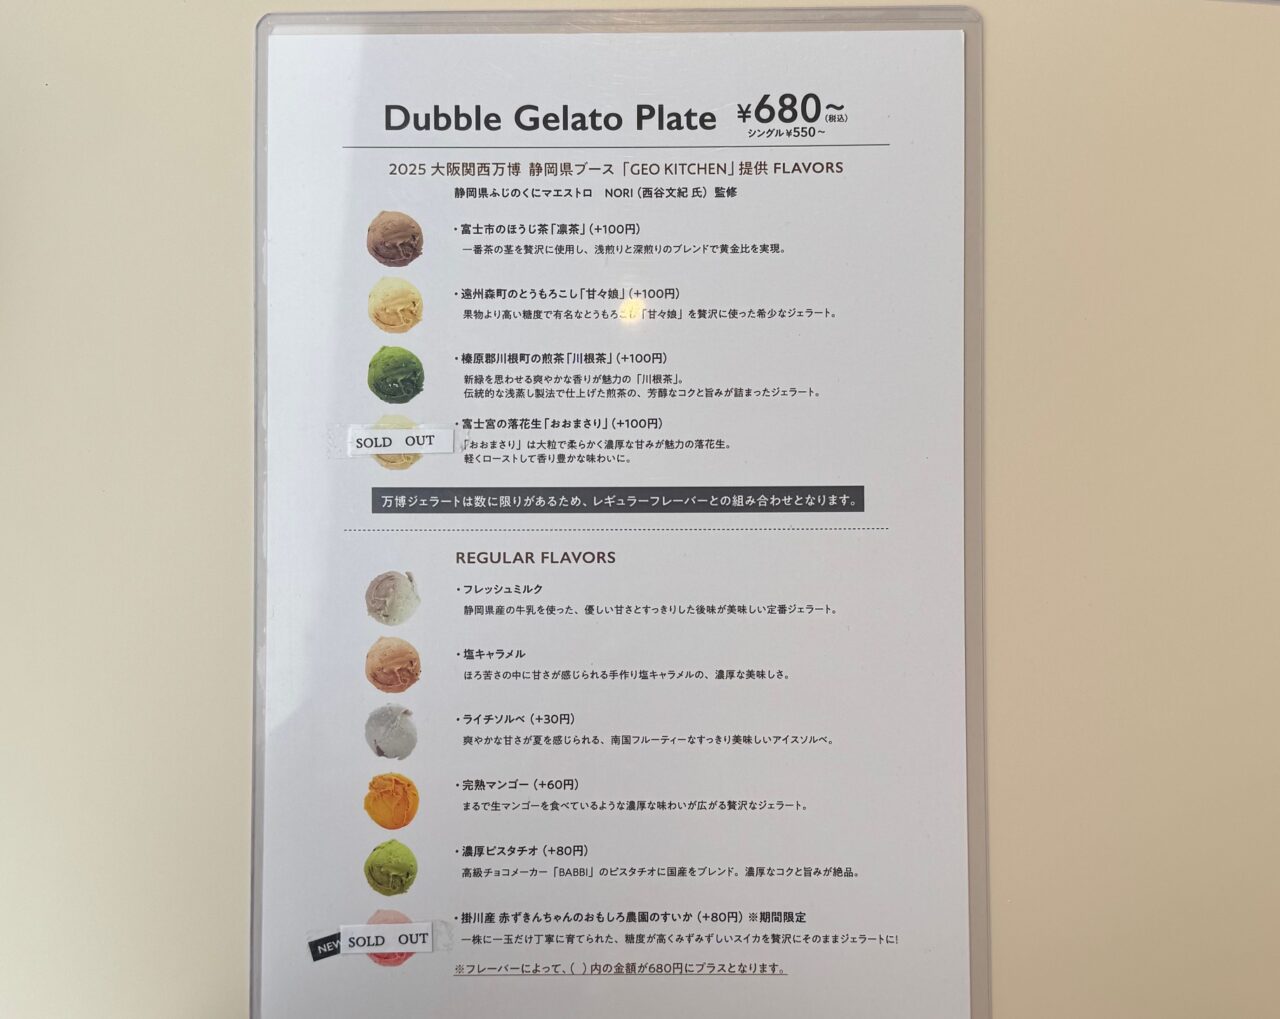 Dubble Gelato Plate ¥680~(税込)
シングル¥550~
2025 大阪関西万博 静岡県ブース「GEO KITCHEN」提供 FLAVORS
静岡県ふじのくにマエストロ NORI(西谷文紀 氏)監修
・富士市のほうじ茶「凛茶」(+100円)
一番茶の茎を贅沢に使用し、浅煎りと深煎りのブレンドで黄金比を実現。
・遠州森町のとうもろこし「甘々娘」(+100円)
果物より高い糖度で有名なとうもろこし「甘々娘」を贅沢に使った希少なジェラート。
・榛原郡川根町の煎茶「川根茶」(+100円)
新緑を思わせる爽やかな香りが魅力の「川根茶」。
伝統的な浅蒸し製法で仕上げた煎茶の、芳醇なコクと旨みが詰まったジェラート。
・富士宮の落花生「おおまさり」(+100円)
SOLD OUT
「おおまさり」は大粒で柔らかく濃厚な甘みが魅力の落花生。
軽くローストして香り豊かな味わいに。
万博ジェラートは数に限りがあるため、レギュラーフレーバーとの組み合わせとなります。
REGULAR FLAVORS
・フレッシュミルク
静岡県産の牛乳を使った、優しい甘さとすっきりした後味が美味しい定番ジェラート。
・塩キャラメル
ほろ苦さの中に甘さが感じられる手作り塩キャラメルの、濃厚な美味しさ。
・ライチソルベ(+30円)
爽やかな甘さが夏を感じられる、南国フルーティーなすっきり美味しいアイスソルベ。
・完熟マンゴー(+60円)
まるで生マンゴーを食べているような濃厚な味わいが広がる贅沢なジェラート。
・濃厚ピスタチオ(+80円)
高級チョコメーカー「BABBI」のピスタチオに国産をブレンド。濃厚なコクと旨みが絶品。
・掛川産 赤ずきんちゃんのおもしろ農園のすいか(+80円)※期間限定
NEW SOLD OUT
一株に一玉だけ丁寧に育てられた、糖度が高くみずみずしいスイカを贅沢にそのままジェラートに!
※フレーバーによって、( )内の金額が680円にプラスとなります。